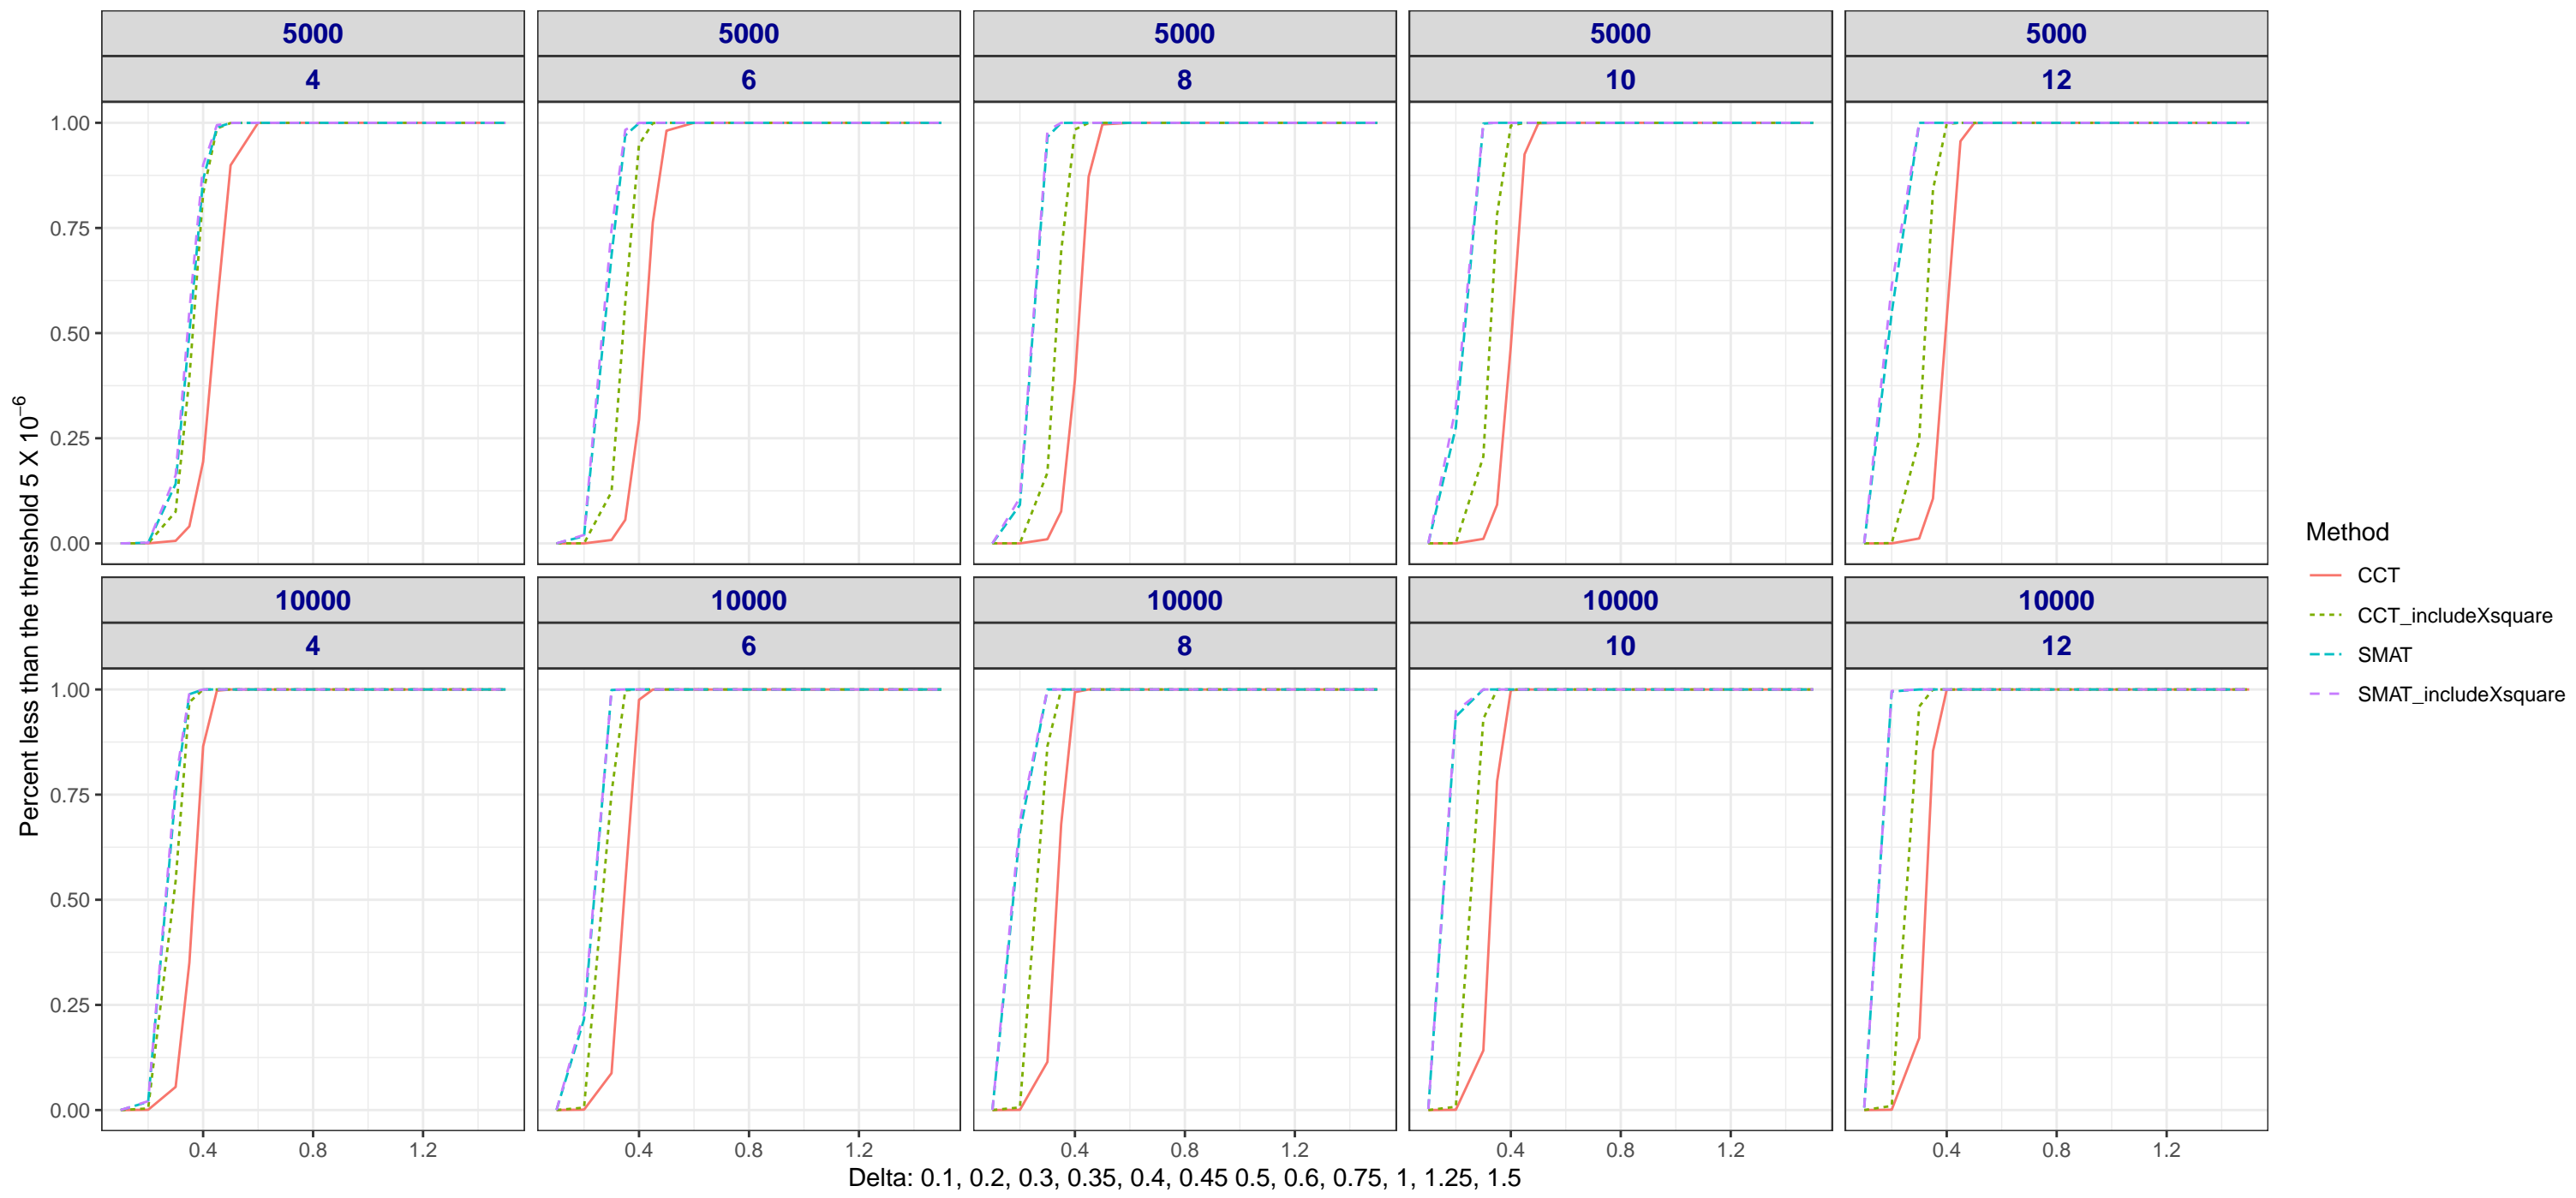 5000 5000 5000 5000 5000
4 6 8 10 12
1.00
0.75
0.50
0.25
0.00
10000 10000 10000 10000 10000
4 6 8 10 12
1.00
0.75
0.50
0.25
0.00
0.4 0.8 1.2 0.4 0.8 1.2 0.4 0.8 1.2 0.4 0.8 1.2 0.4 0.8 1.2
Delta: 0.1, 0.2, 0.3, 0.35, 0.4, 0.45 0.5, 0.6, 0.75, 1, 1.25, 1.5
Percent less than the threshold 5 X 10⁻⁶
Method
CCT
CCT_includeXsquare
SMAT
SMAT_includeXsquare